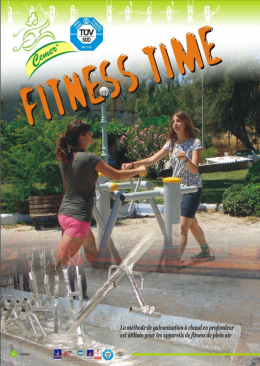 Cemer
TÜV
SÜD
FITNESS TIME
La méthode de galvanisation à chaud en profondeur
est utilisée pour les appareils de fitness de plein air